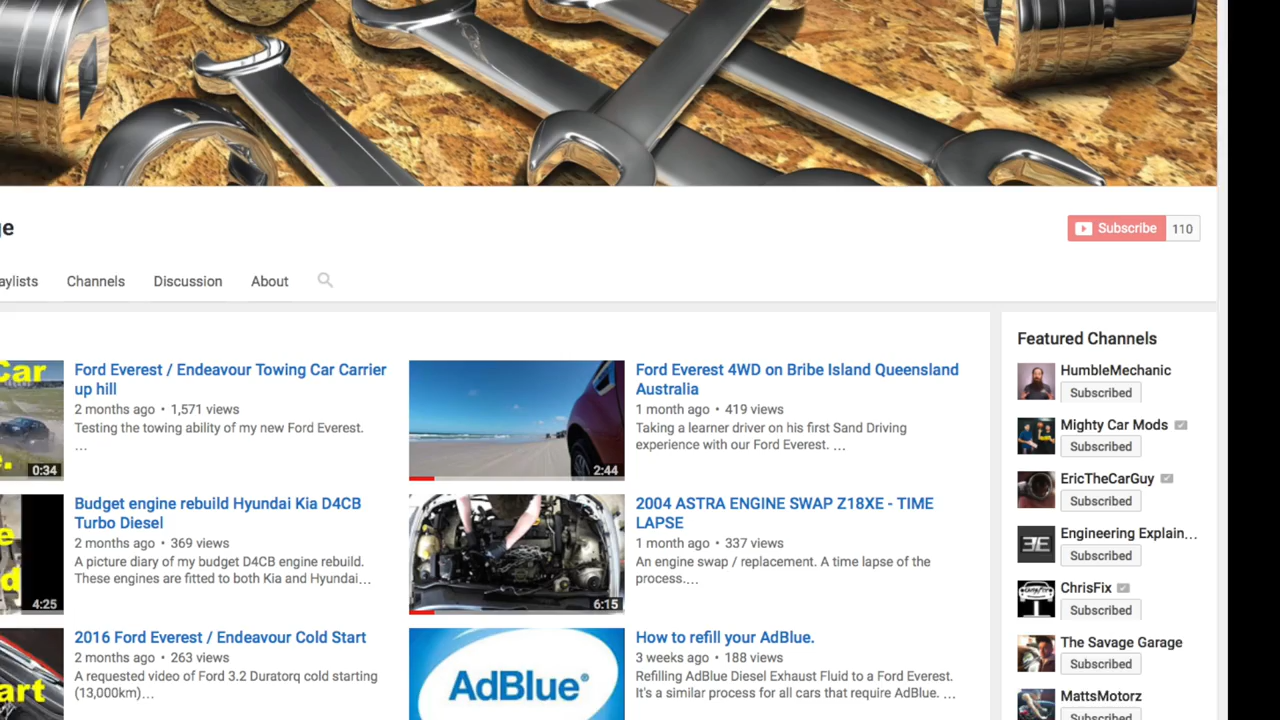 ge
Subscribe 110
aylists Channels Discussion About
Featured Channels
Car
.
0:34
Ford Everest / Endeavour Towing Car Carrier
up hill
2 months ago • 1,571 views
Testing the towing ability of my new Ford Everest.
...
2:44
Ford Everest 4WD on Bribe Island Queensland
Australia
1 month ago • 419 views
Taking a learner driver on his first Sand Driving
experience with our Ford Everest. ...
e
d
4:25
Budget engine rebuild Hyundai Kia D4CB
Turbo Diesel
2 months ago • 369 views
A picture diary of my budget D4CB engine rebuild.
These engines are fitted to both Kia and Hyundai...
6:15
2004 ASTRA ENGINE SWAP Z18XE - TIME
LAPSE
1 month ago • 337 views
An engine swap / replacement. A time lapse of the
process....
art
2016 Ford Everest / Endeavour Cold Start
2 months ago • 263 views
A requested video of Ford 3.2 Duratorq cold starting
(13,000km)...
AdBlue®
How to refill your AdBlue.
3 weeks ago • 188 views
Refilling AdBlue Diesel Exhaust Fluid to a Ford Everest.
It's a similar process for all cars that require AdBlue. ...
HumbleMechanic
Subscribed
Mighty Car Mods
Subscribed
EricTheCarGuy
Subscribed
3E
Engineering Explain...
Subscribed
ChrisFix
Subscribed
The Savage Garage
Subscribed
MattsMotorz
Subscribed